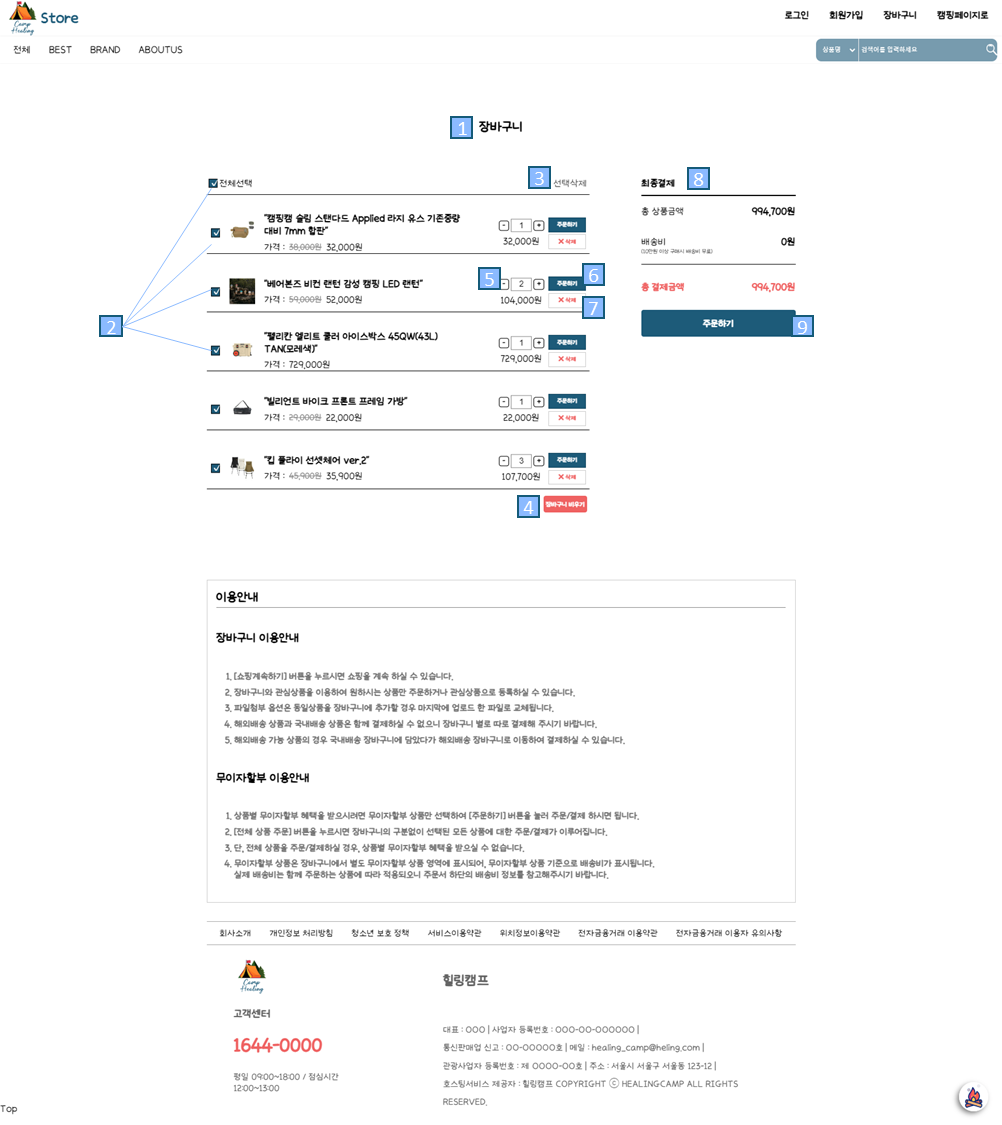 Camp Healing
Store
로그인 회원가입 장바구니 캠핑페이지로
전체 BEST BRAND ABOUTUS
상품명 검색어를 입력하세요
1 장바구니
전체선택 3 선택삭제
2
"캠핑캠 슬림 스탠다드 Applied 라지 유스 기존중량
대비 7mm 합판"
가격 : 38,000원 32,000원
- 1 + 주문하기
32,000원 ✕ 삭제
"베어본즈 비컨 랜턴 감성 캠핑 LED 랜턴"
가격 : 59,000원 52,000원
5 - 2 + 주문하기 6
104,000원 ✕ 삭제 7
"펠리칸 엘리트 쿨러 아이스박스 45QW(43L)
TAN(모레색)"
가격 : 729,000원
- 1 + 주문하기
729,000원 ✕ 삭제
"빌리언트 바이크 프론트 프레임 가방"
가격 : 29,000원 22,000원
- 1 + 주문하기
22,000원 ✕ 삭제
"킵 플라이 선셋체어 ver.2"
가격 : 45,900원 35,900원
- 3 + 주문하기
107,700원 ✕ 삭제
4 장바구니 비우기
최종결제 8
총 상품금액 994,700원
배송비 0원
(10만원 이상 구매시 배송비 무료)
총 결제금액 994,700원
주문하기 9
이용안내
장바구니 이용안내
1. [쇼핑계속하기] 버튼을 누르시면 쇼핑을 계속 하실 수 있습니다.
2. 장바구니와 관심상품을 이용하여 원하시는 상품만 주문하거나 관심상품으로 등록하실 수 있습니다.
3. 파일첨부 옵션은 동일상품을 장바구니에 추가할 경우 마지막에 업로드 한 파일로 교체됩니다.
4. 해외배송 상품과 국내배송 상품은 함께 결제하실 수 없으니 장바구니 별로 따로 결제해 주시기 바랍니다.
5. 해외배송 가능 상품의 경우 국내배송 장바구니에 담았다가 해외배송 장바구니로 이동하여 결제하실 수 있습니다.
무이자할부 이용안내
1. 상품별 무이자할부 혜택을 받으시려면 무이자할부 상품만 선택하여 [주문하기] 버튼을 눌러 주문/결제 하시면 됩니다.
2. [전체 상품 주문] 버튼을 누르시면 장바구니의 구분없이 선택된 모든 상품에 대한 주문/결제가 이루어집니다.
3. 단, 전체 상품을 주문/결제하실 경우, 상품별 무이자할부 혜택을 받으실 수 없습니다.
4. 무이자할부 상품은 장바구니에서 별도 무이자할부 상품 영역에 표시되어, 무이자할부 상품 기준으로 배송비가 표시됩니다.
실제 배송비는 함께 주문하는 상품에 따라 적용되오니 주문서 하단의 배송비 정보를 참고해주시기 바랍니다.
회사소개 개인정보 처리방침 청소년 보호 정책 서비스이용약관 위치정보이용약관 전자금융거래 이용약관 전자금융거래 이용자 유의사항
Camp Healing
고객센터
1644-0000
평일 09:00~18:00 / 점심시간
12:00~13:00
힐링캠프
대표 : OOO | 사업자 등록번호 : 000-00-000000 |
통신판매업 신고 : 00-00000호 | 메일 : healing_camp@heling.com |
관광사업자 등록번호 : 제 0000-00호 | 주소 : 서울시 서울구 서울동 123-12 |
호스팅서비스 제공자 : 힐링캠프 COPYRIGHT ⓒ HEALINGCAMP ALL RIGHTS
RESERVED.
Top